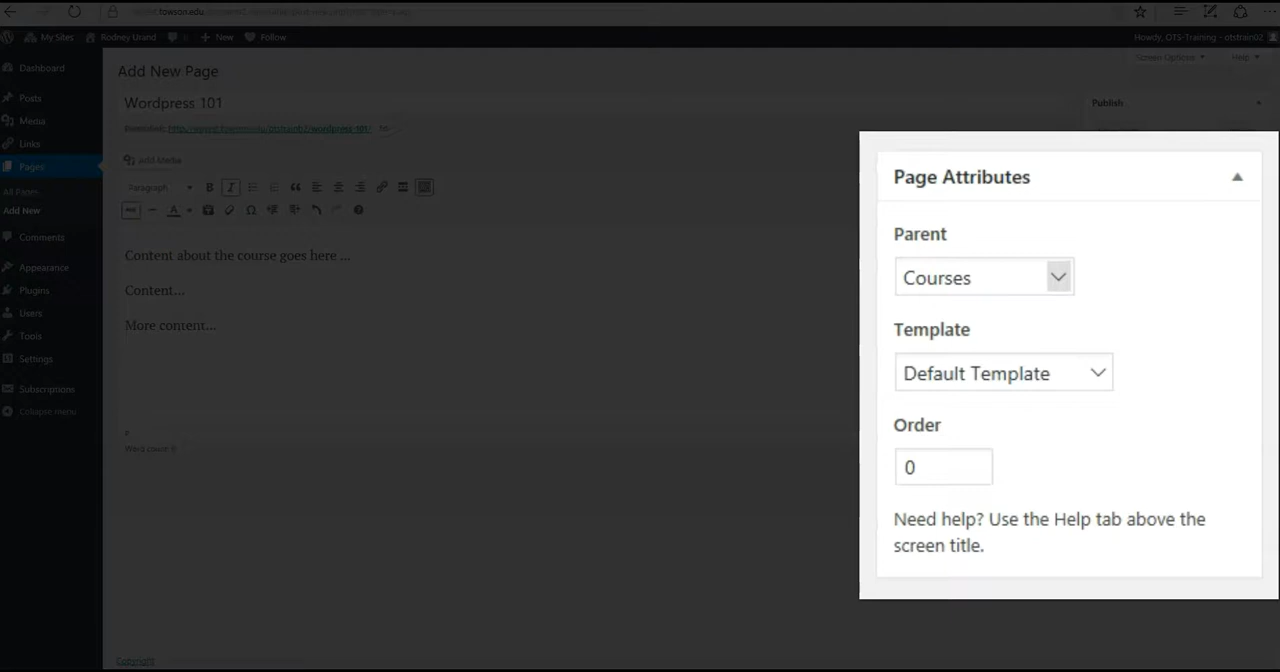 towson.edu
My Sites
Rodney Urand
+ New
Follow
Howdy, OTS-Training - otstrain02
Dashboard
Posts
Media
Links
Pages
All Pages
Add New
Comments
Appearance
Plugins
Users
Tools
Settings
Subscriptions
Collapse menu
Screen Options
Help
Add New Page
Wordpress 101
Permalink:
Add Media
Paragraph
Content about the course goes here ...
Content...
More content...
P
Word count: 0
Copyright
Publish
Page Attributes
Parent
Courses
Template
Default Template
Order
0
Need help? Use the Help tab above the
screen title.